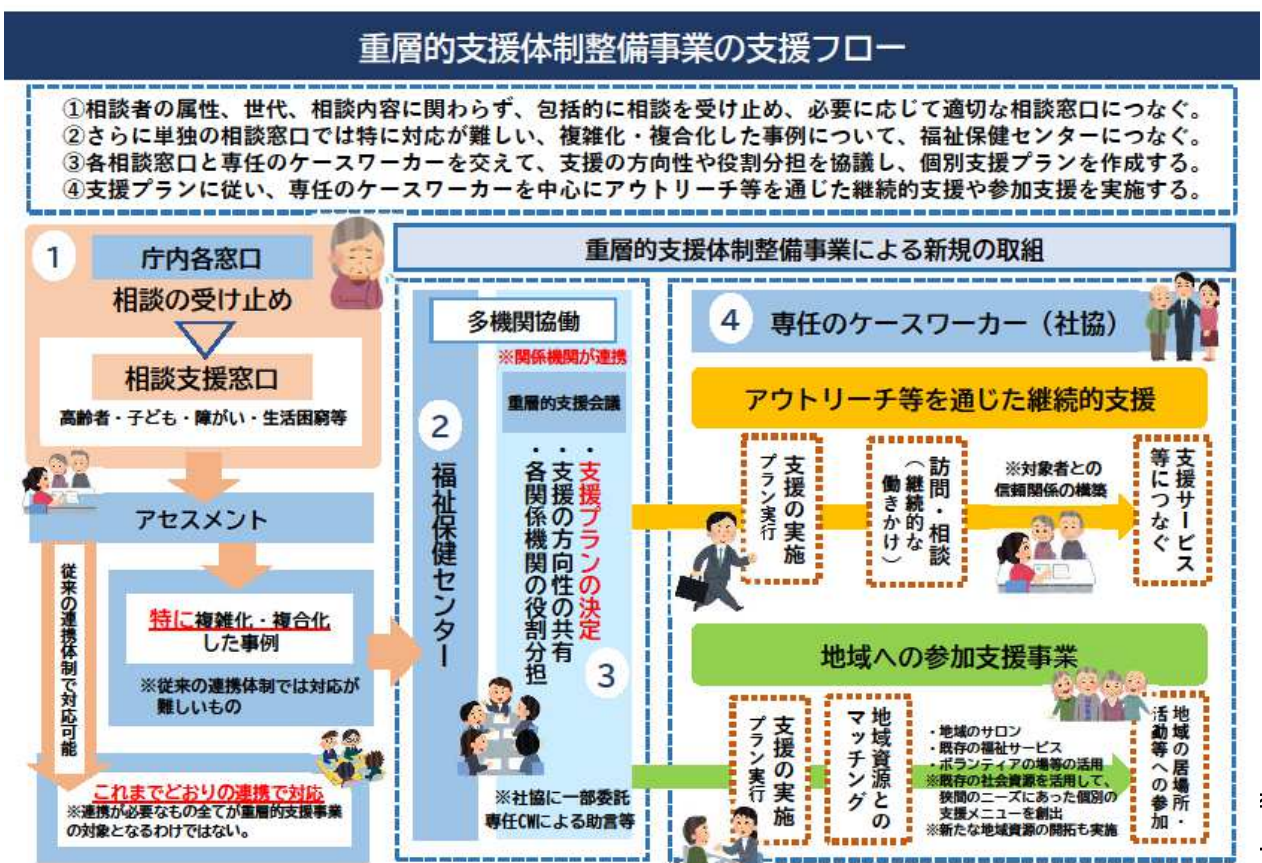 重層的支援体制整備事業の支援フロー
①相談者の属性、世代、相談内容に関わらず、包括的に相談を受け止め、必要に応じて適切な相談窓口につなぐ。
②さらに単独の相談窓口では特に対応が難しい、複雑化・複合化した事例について、福祉保健センターにつなぐ。
③各相談窓口と専任のケースワーカーを交えて、支援の方向性や役割分担を協議し、個別支援プランを作成する。
④支援プランに従い、専任のケースワーカーを中心にアウトリーチ等を通じた継続的支援や参加支援を実施する。
1
庁内各窓口
相談の受け止め
相談支援窓口
高齢者・子ども・障がい・生活困窮等
アセスメント
従来の連携体制で対応可能
特に複雑化・複合化
した事例
※従来の連携体制では対応が
難しいもの
これまでどおりの連携で対応
※連携が必要なもの全てが重層的支援事業
の対象となるわけではない。
重層的支援体制整備事業による新規の取組
2
福祉保健センター
多機関協働
※関係機関が連携
重層的支援会議
・支援プランの決定
・支援の方向性の共有
・各関係機関の役割分担
3
※社協に一部委託
専任CWによる助言等
4
専任のケースワーカー（社協）
アウトリーチ等を通じた継続的支援
支援の実施
プラン実行
訪問・相談
（継続的な
働きかけ）
※対象者との
信頼関係の構築
支援サービス
等につなぐ
地域への参加支援事業
支援の実施
プラン実行
地域資源との
マッチング
・地域のサロン
・既存の福祉サービス
・ボランティアの場等の活用
※既存の社会資源を活用して、
狭間のニーズにあった個別の
支援メニューを創出
※新たな地域資源の開拓も実施
地域の居場所・
活動等への参加